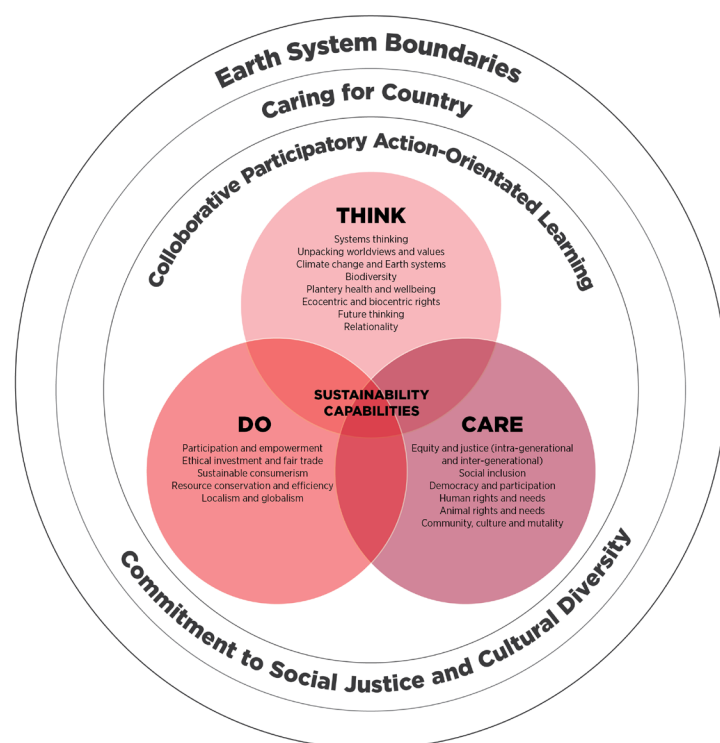 Earth System Boundaries
Caring for Country
Colloborative Participatory Action-Orientated Learning
THINK
Systems thinking
Unpacking worldviews and values
Climate change and Earth systems
Biodiversity
Plantery health and wellbeing
Ecocentric and biocentric rights
Future thinking
Relationality
SUSTAINABILITY
CAPABILITIES
DO
Participation and empowerment
Ethical investment and fair trade
Sustainable consumerism
Resource conservation and efficiency
Localism and globalism
CARE
Equity and justice (intra-generational
and inter-generational)
Social inclusion
Democracy and participation
Human rights and needs
Animal rights and needs
Community, culture and mutality
Commitment to Social Justice and Cultural Diversity